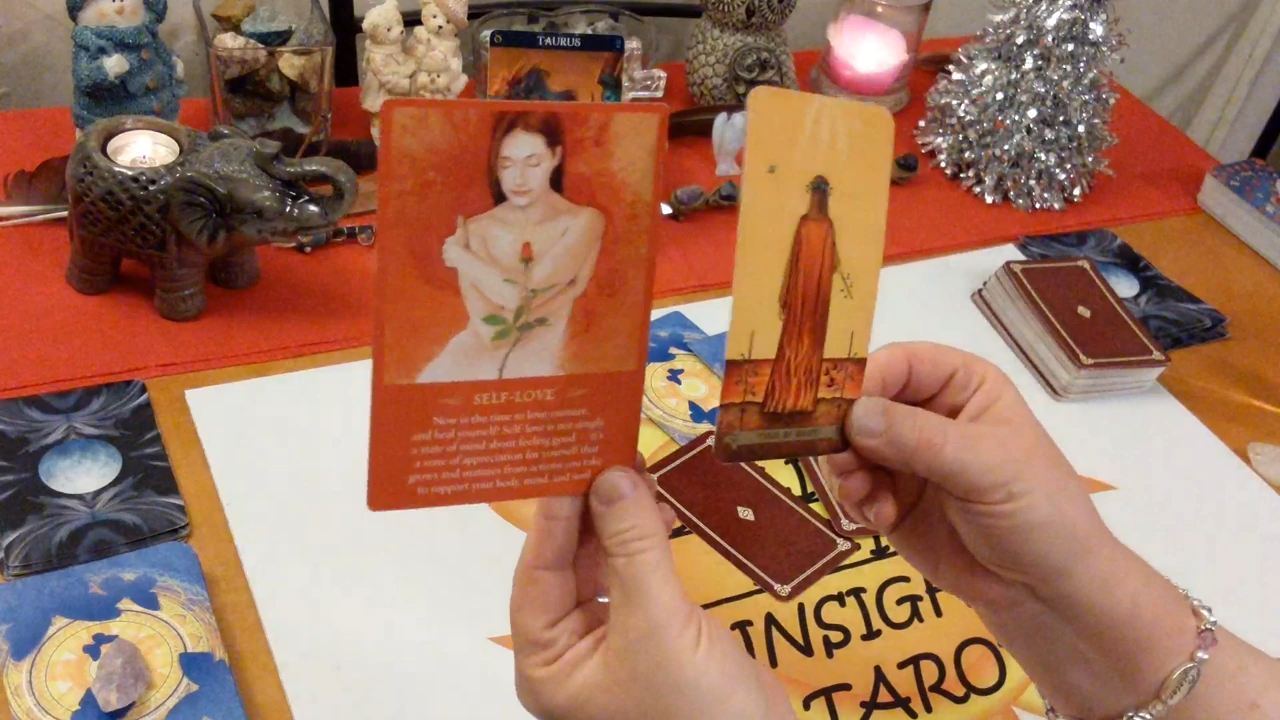 TAURUS
SELF-LOVE
Now is the time to love, nurture,
and heal yourself! Self-love is not simply
a state of mind about feeling good – it's
a sense of appreciation for yourself that
grows and matures from actions you take
to support your body, mind, and soul.
INSIGH
TARO